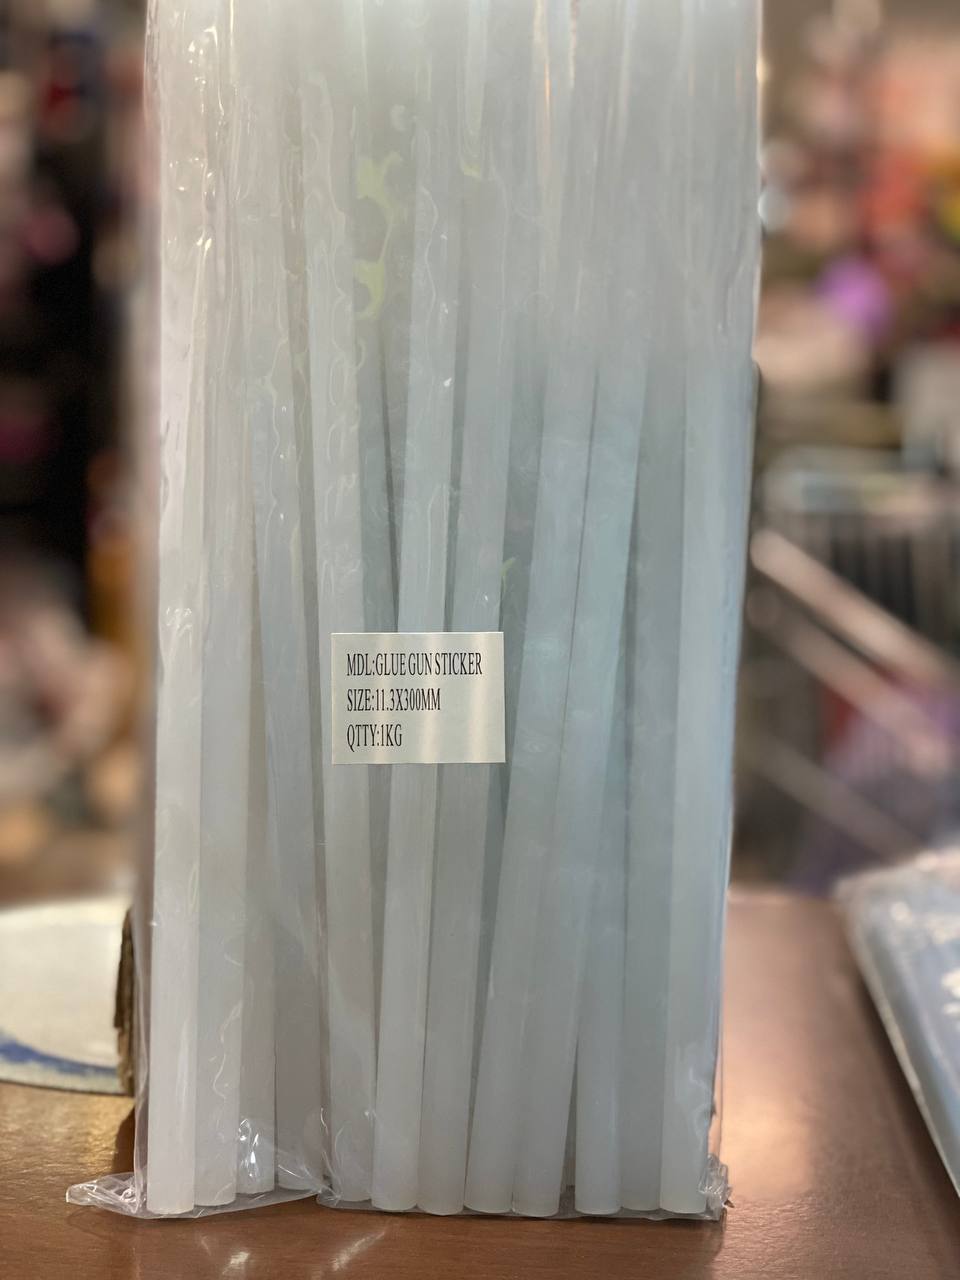 MDL:GLUE GUN STICKER
SIZE:11.3X300MM
QTTY:1KG